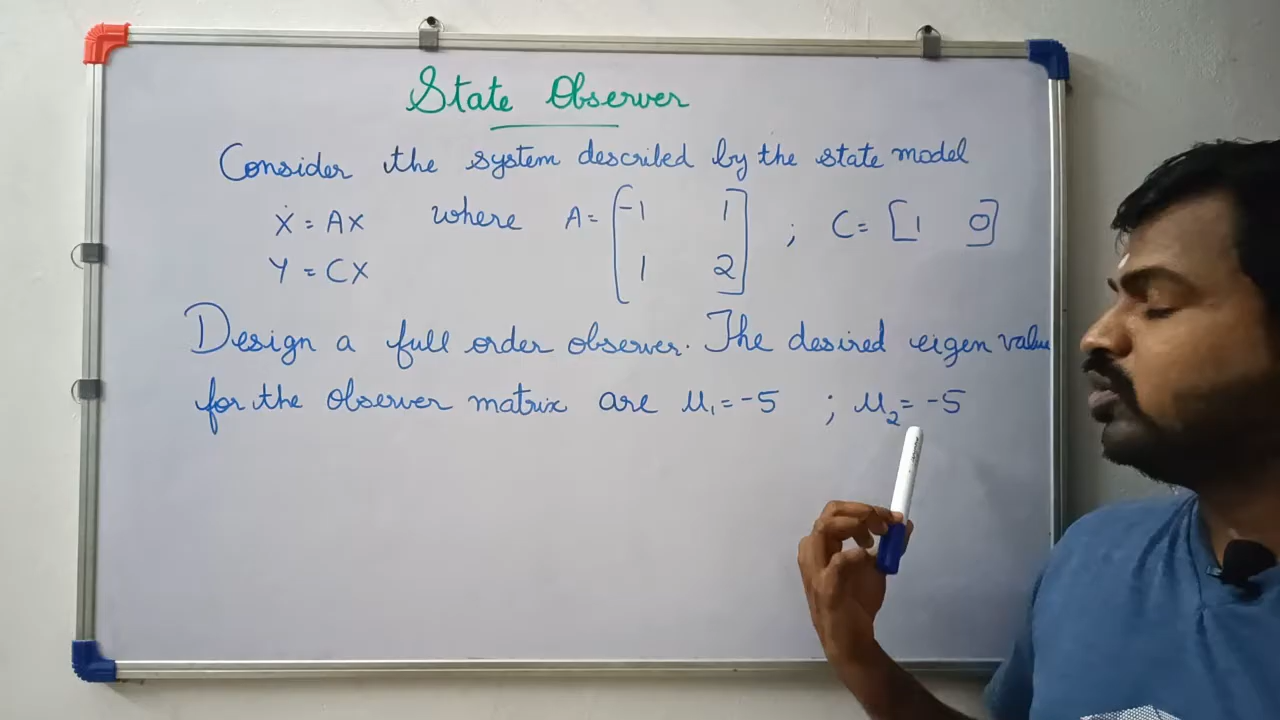 State Observer
Consider the system described by the state model
Ẋ = AX where A = [-1 1; 1 2] ; C = [1 0]
Y = CX
Design a full order observer. The desired eigen value
for the observer matrix are μ₁ = -5 ; μ₂ = -5